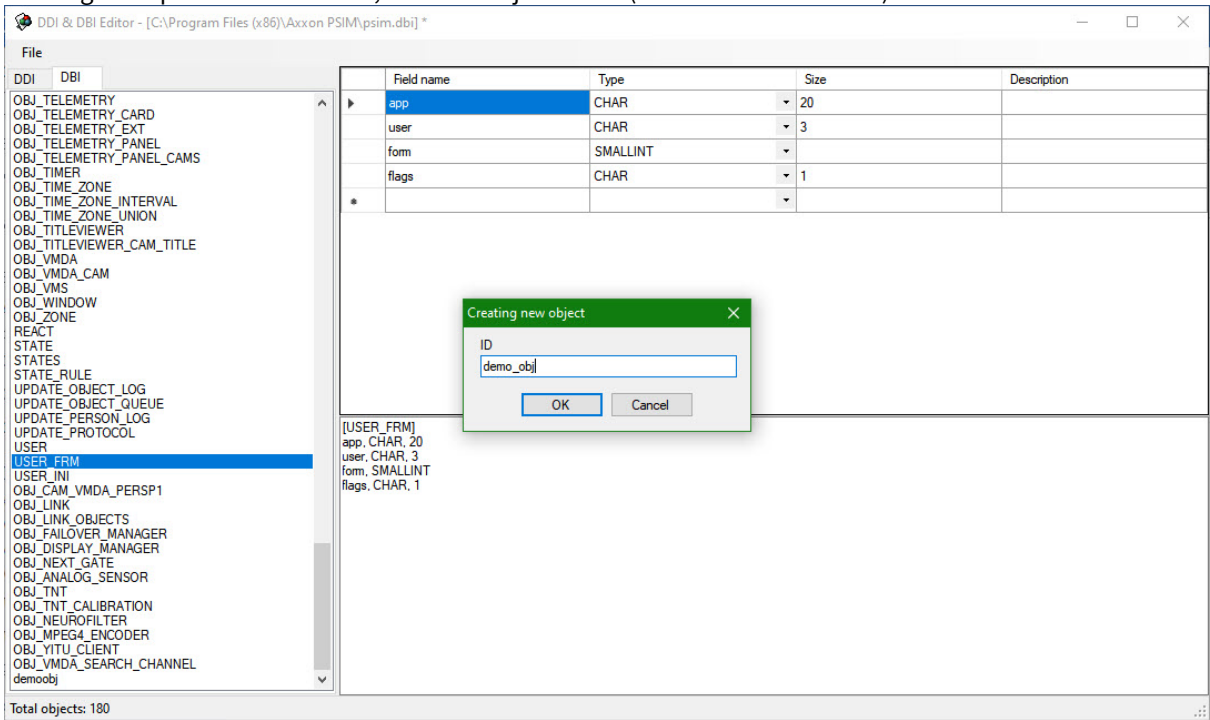 DDI & DBI Editor - [C:\Program Files (x86)\Axxon PSIM\psim.dbi] *
File
DDI DBI
OBJ_TELEMETRY
OBJ_TELEMETRY_CARD
OBJ_TELEMETRY_EXT
OBJ_TELEMETRY_PANEL
OBJ_TELEMETRY_PANEL_CAMS
OBJ_TIMER
OBJ_TIME_ZONE
OBJ_TIME_ZONE_INTERVAL
OBJ_TIME_ZONE_UNION
OBJ_TITLEVIEWER
OBJ_TITLEVIEWER_CAM_TITLE
OBJ_VMDA
OBJ_VMDA_CAM
OBJ_VMS
OBJ_WINDOW
OBJ_ZONE
REACT
STATE
STATES
STATE_RULE
UPDATE_OBJECT_LOG
UPDATE_OBJECT_QUEUE
UPDATE_PERSON_LOG
UPDATE_PROTOCOL
USER
USER_FRM
USER_INI
OBJ_CAM_VMDA_PERSP1
OBJ_LINK
OBJ_LINK_OBJECTS
OBJ_FAILOVER_MANAGER
OBJ_DISPLAY_MANAGER
OBJ_NEXT_GATE
OBJ_ANALOG_SENSOR
OBJ_TNT
OBJ_TNT_CALIBRATION
OBJ_NEUROFILTER
OBJ_MPEG4_ENCODER
OBJ_YITU_CLIENT
OBJ_VMDA_SEARCH_CHANNEL
demoobj
Field name Type Size Description
app CHAR 20
user CHAR 3
form SMALLINT
flags CHAR 1
Creating new object
ID
demo_obj
OK Cancel
[USER_FRM]
app, CHAR, 20
user, CHAR, 3
form, SMALLINT
flags, CHAR, 1
Total objects: 180